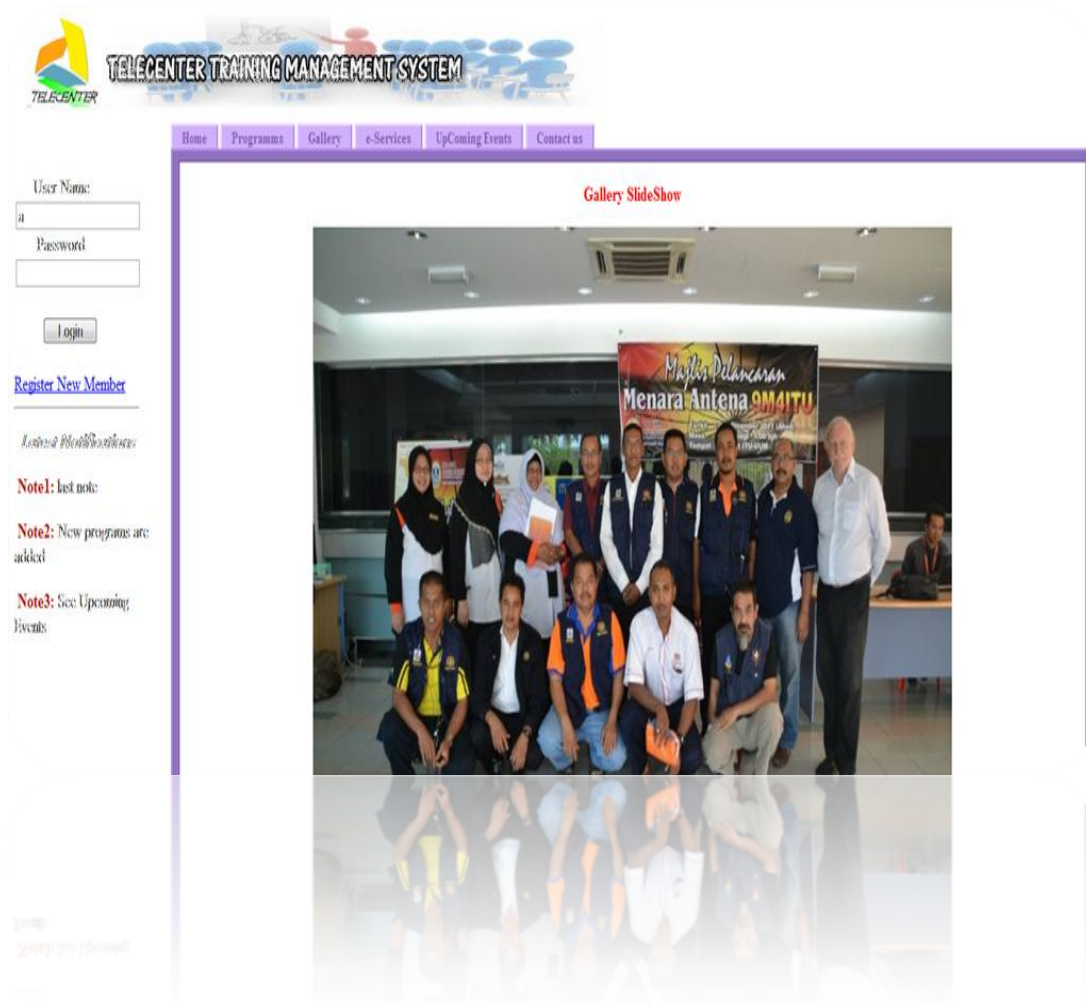 TELECENTER
TELECENTER TRAINING MANAGEMENT SYSTEM
Home Programms Gallery e-Services UpComing Events Contact us
User Name
a
Password
Login
Register New Member
Latest Notifications
Note1: last note
Note2: New programs are
added
Note3: See Upcoming
Events
Gallery SlideShow
Majlis Pelancaran
Menara Antena 9M4ITU